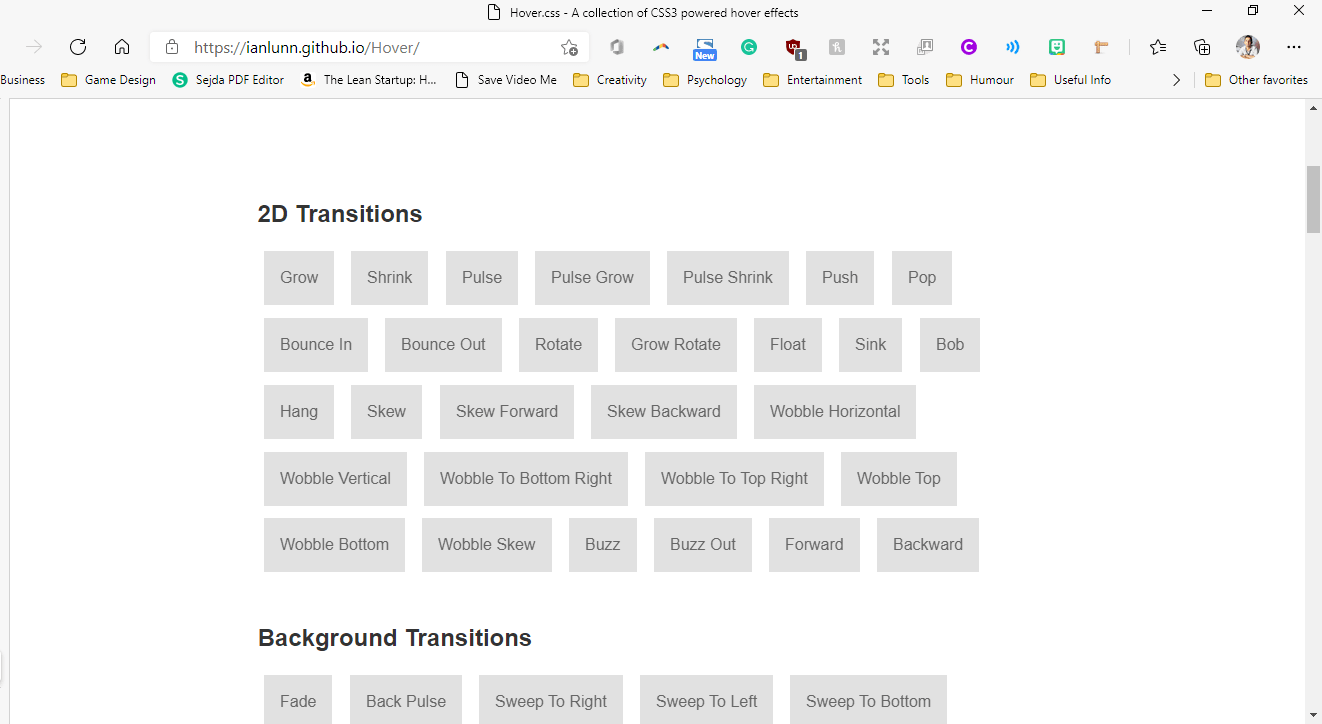 Hover.css - A collection of CSS3 powered hover effects
https://ianlunn.github.io/Hover/
New
1
Business Game Design Sejda PDF Editor The Lean Startup: H... Save Video Me Creativity Psychology Entertainment Tools Humour Useful Info Other favorites
2D Transitions
Grow Shrink Pulse Pulse Grow Pulse Shrink Push Pop
Bounce In Bounce Out Rotate Grow Rotate Float Sink Bob
Hang Skew Skew Forward Skew Backward Wobble Horizontal
Wobble Vertical Wobble To Bottom Right Wobble To Top Right Wobble Top
Wobble Bottom Wobble Skew Buzz Buzz Out Forward Backward
Background Transitions
Fade Back Pulse Sweep To Right Sweep To Left Sweep To Bottom